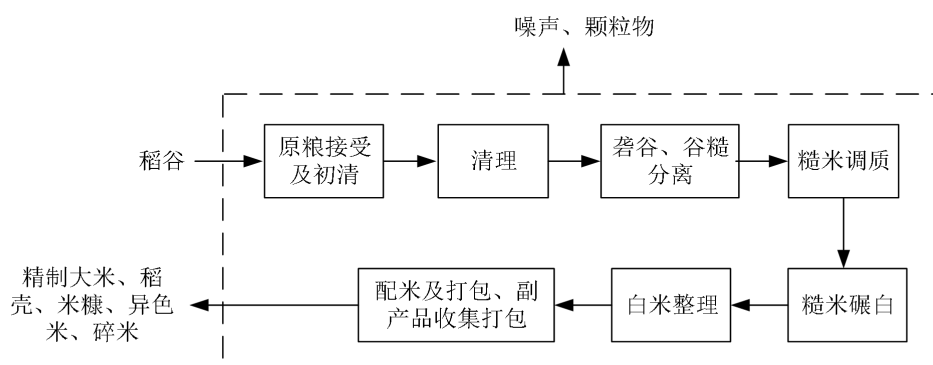 噪声、颗粒物
稻谷
原粮接受
及初清
清理
砻谷、谷糙
分离
糙米调质
精制大米、稻
壳、米糠、异色
米、碎米
配米及打包、副
产品收集打包
白米整理
糙米碾白